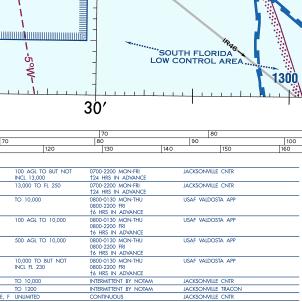 5°W
IR46
SOUTH FLORIDA
LOW CONTROL AREA
1300
30'
70 80
70 80 90 100
120 130 140 150 160
100 AGL TO BUT NOT 0700-2200 MON-FRI JACKSONVILLE CNTR
INCL 13,000 †24 HRS IN ADVANCE
13,000 TO FL 250 0700-2200 MON-FRI JACKSONVILLE CNTR
†24 HRS IN ADVANCE
TO 10,000 0800-0130 MON-THU USAF VALDOSTA APP
0800-2200 FRI
†6 HRS IN ADVANCE
100 AGL TO 10,000 0800-0130 MON-THU USAF VALDOSTA APP
0800-2200 FRI
†6 HRS IN ADVANCE
500 AGL TO 10,000 0800-0130 MON-THU USAF VALDOSTA APP
0800-2200 FRI
†6 HRS IN ADVANCE
10,000 TO BUT NOT 0800-0130 MON-THU USAF VALDOSTA APP
INCL FL 230 0800-2200 FRI
†6 HRS IN ADVANCE
TO 10,000 INTERMITTENT BY NOTAM JACKSONVILLE CNTR
TO 1200 INTERMITTENT BY NOTAM JACKSONVILLE TRACON
E, F UNLIMITED CONTINUOUS JACKSONVILLE CNTR